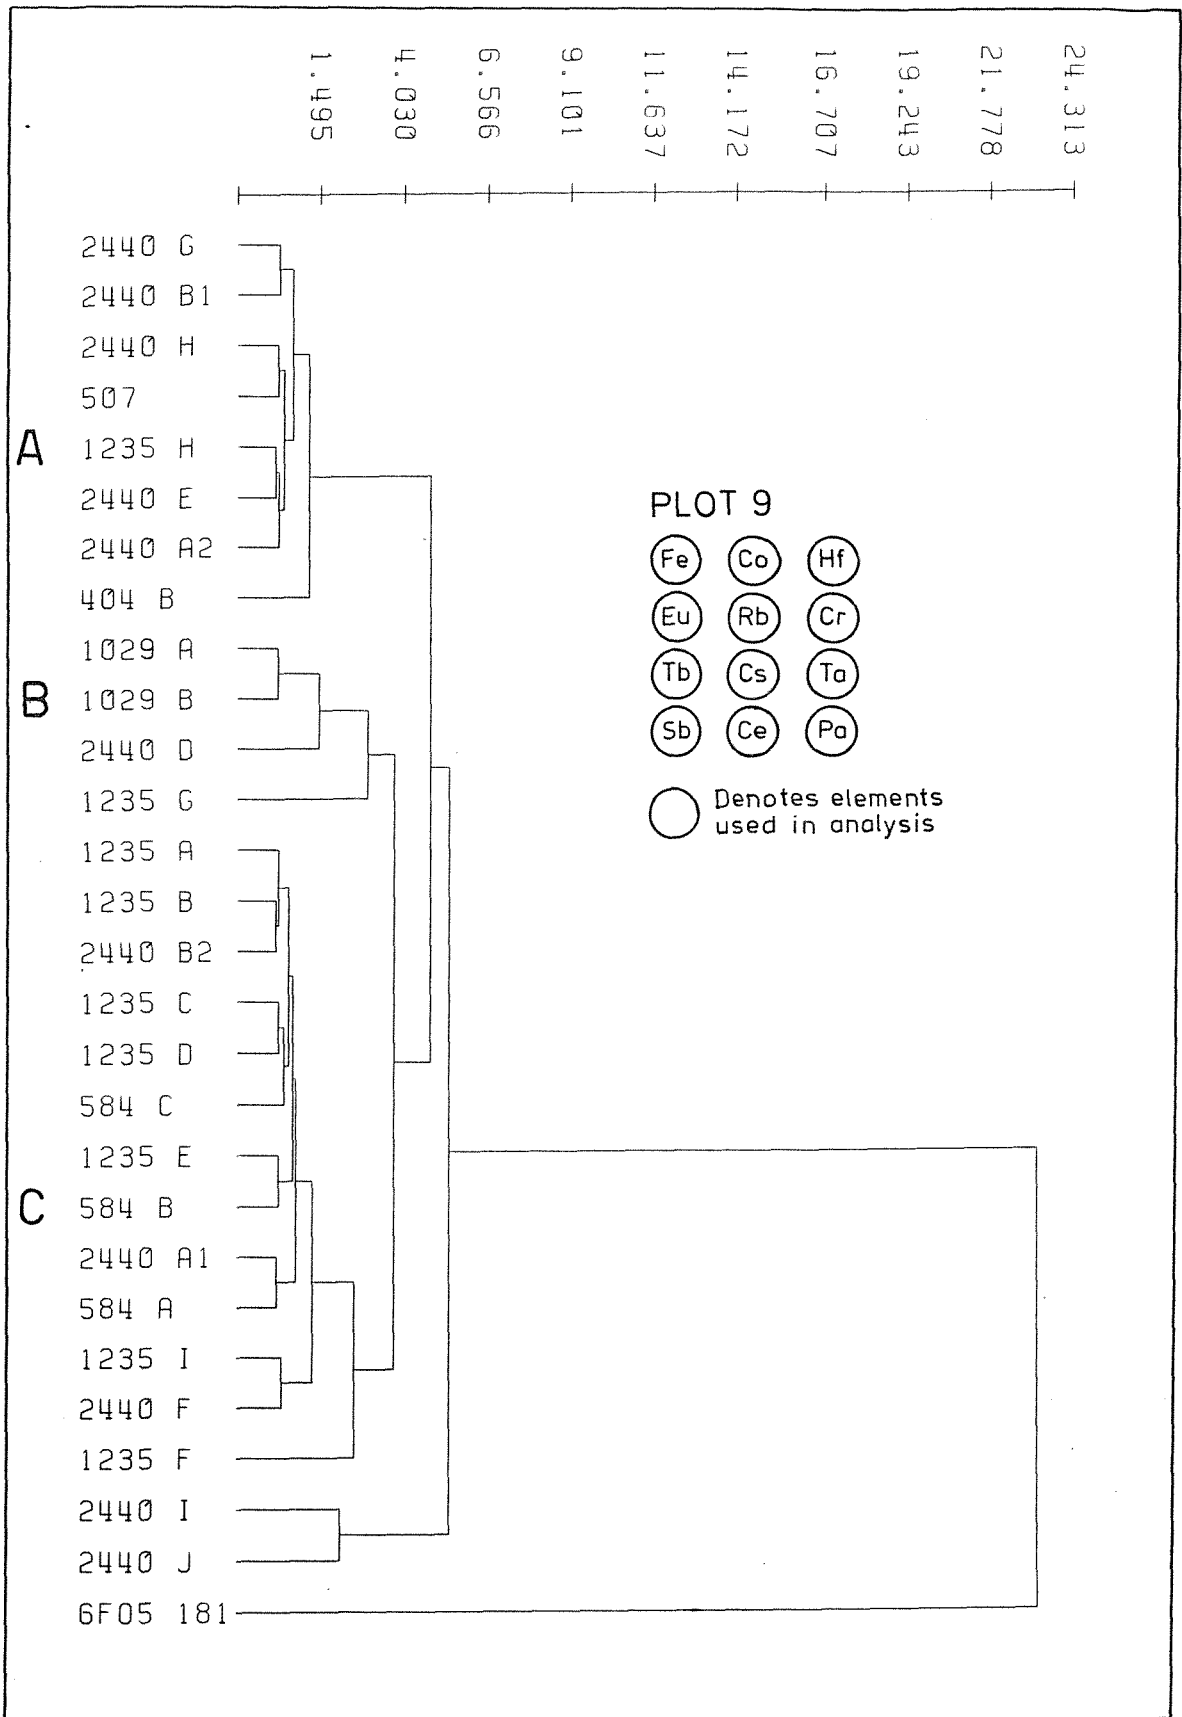 1.495 4.030 6.566 9.101 11.637 14.172 16.707 19.243 21.778 24.313
2440 G
2440 B1
2440 H
507
A
1235 H
2440 E
2440 A2
404 B
1029 A
B
1029 B
2440 D
1235 G
1235 A
1235 B
2440 B2
1235 C
1235 D
584 C
1235 E
C
584 B
2440 A1
584 A
1235 I
2440 F
1235 F
2440 I
2440 J
6F05 181
PLOT 9
Fe Co Hf
Eu Rb Cr
Tb Cs Ta
Sb Ce Pa
Denotes elements
used in analysis